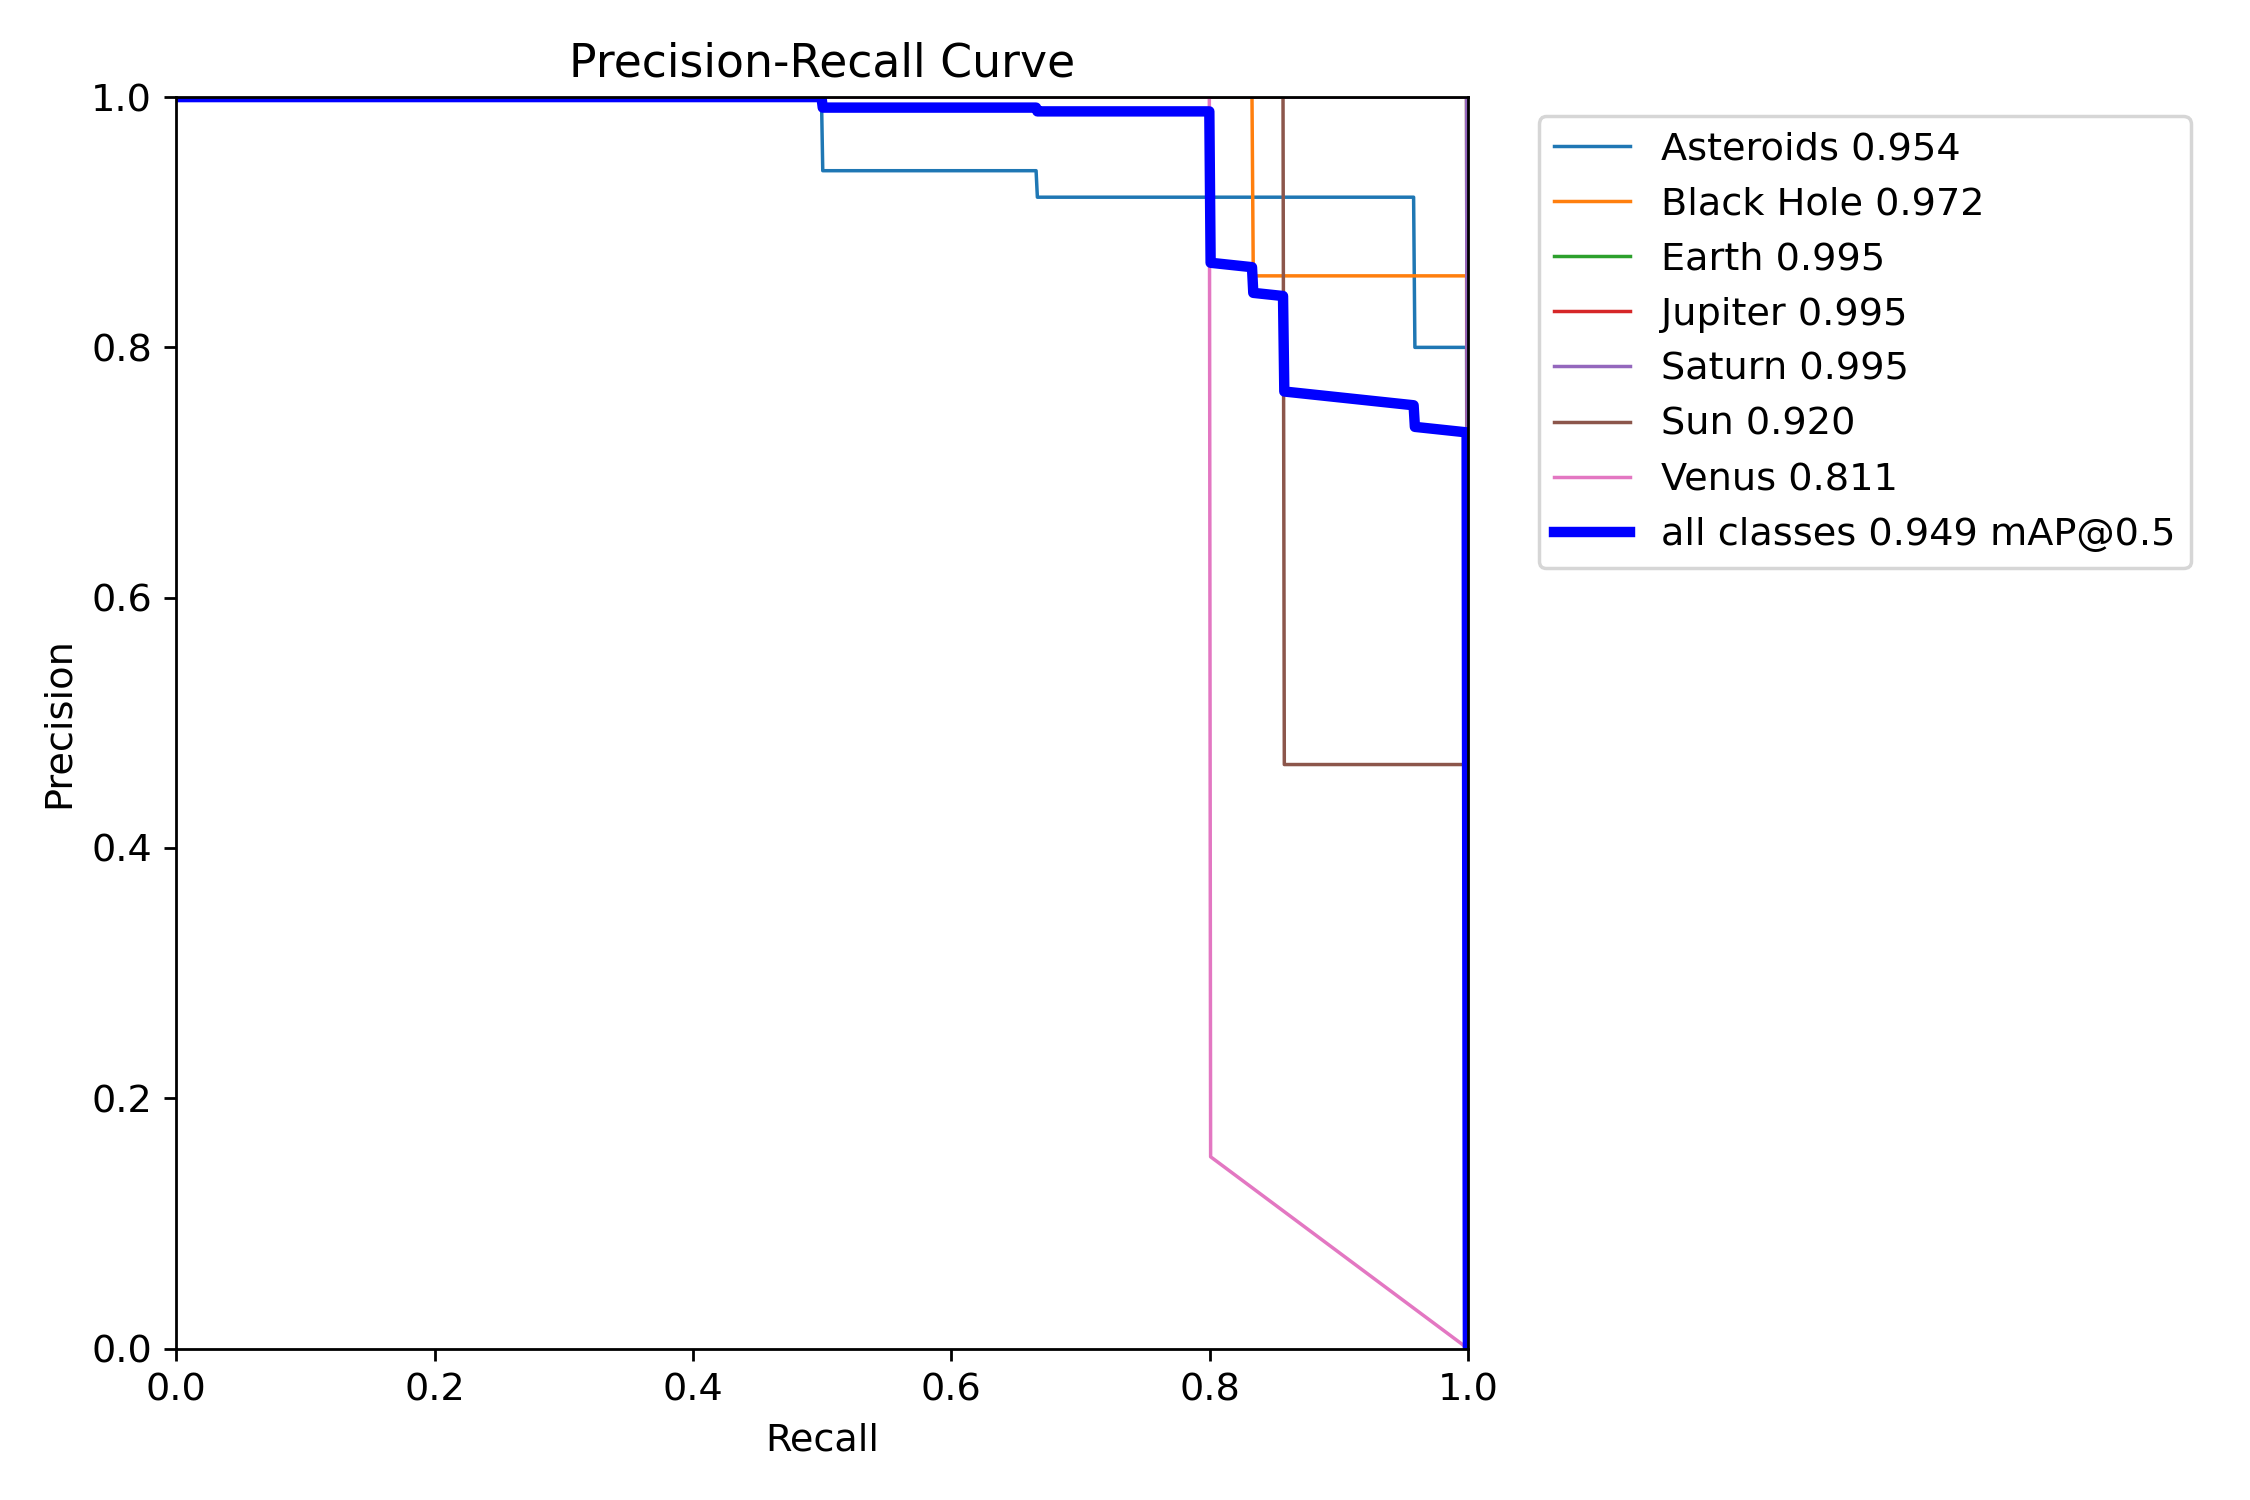 Precision-Recall Curve
1.0
0.8
0.6
0.4
0.2
0.0
Precision
0.0 0.2 0.4 0.6 0.8 1.0
Recall
Asteroids 0.954
Black Hole 0.972
Earth 0.995
Jupiter 0.995
Saturn 0.995
Sun 0.920
Venus 0.811
all classes 0.949 mAP@0.5